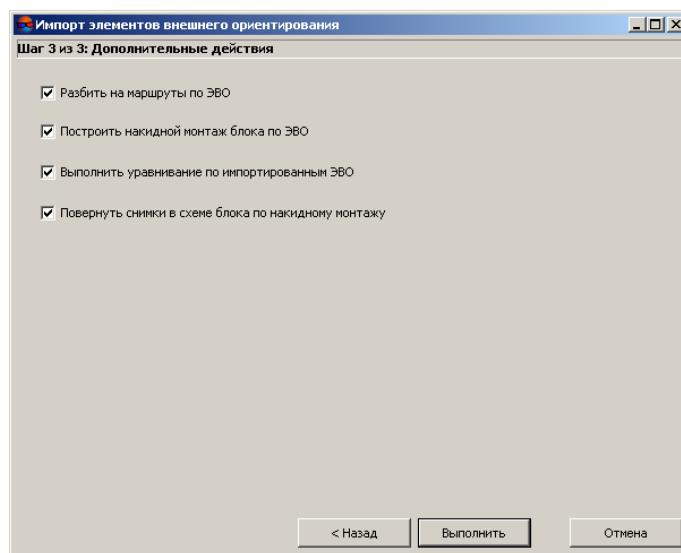 Импорт элементов внешнего ориентирования
Шаг 3 из 3: Дополнительные действия
Разбить на маршруты по ЭВО
Построить накидной монтаж блока по ЭВО
Выполнить уравнивание по импортированным ЭВО
Повернуть снимки в схеме блока по накидному монтажу
< Назад
Выполнить
Отмена